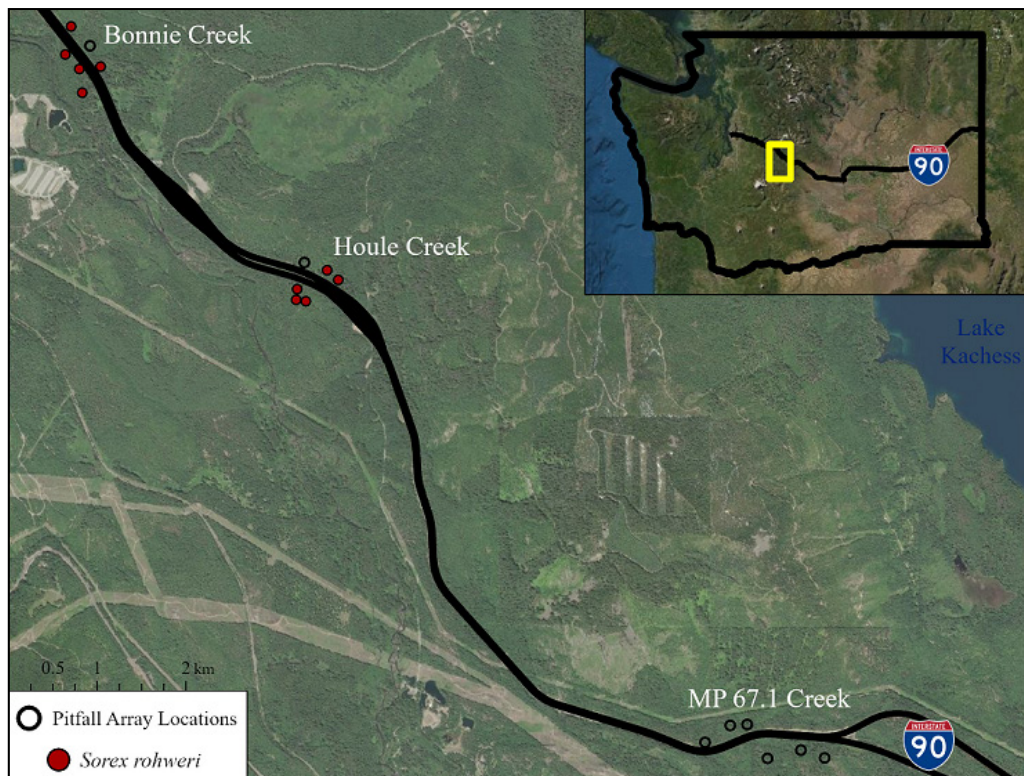 Bonnie Creek
INTERSTATE
90
Houle Creek
Lake
Kachess
0.5 1 2 km
MP 67.1 Creek
Pitfall Array Locations
Sorex rohweri
INTERSTATE
90